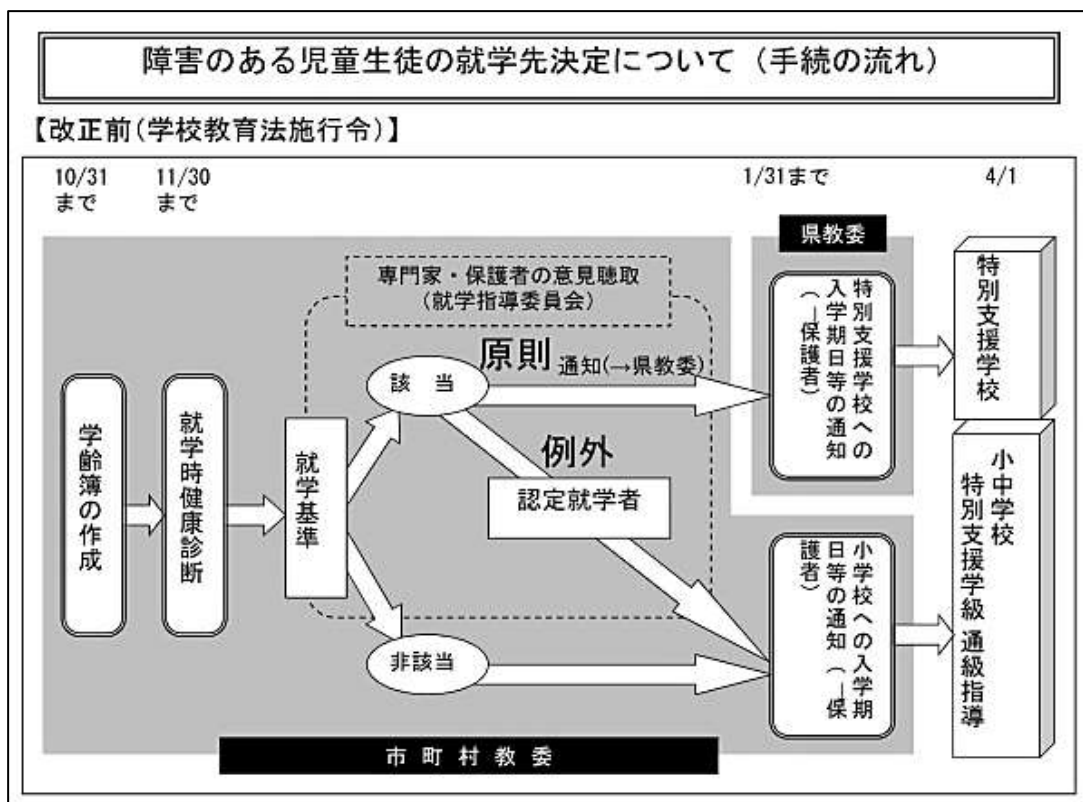 障害のある児童生徒の就学先決定について（手続の流れ）
【改正前(学校教育法施行令)】
10/31
まで
11/30
まで
1/31まで
4/1
県教委
専門家・保護者の意見聴取
（就学指導委員会）
原則 通知(→県教委)
該　当
例外
認定就学者
非該当
学齢簿の作成
就学時健康診断
就学基準
特別支援学校への
入学期日等の通知
（→保護者）
小学校への入学期
日等の通知（→保
護者）
特別支援学校
小中学校
特別支援学級 通級指導
市 町 村 教 委